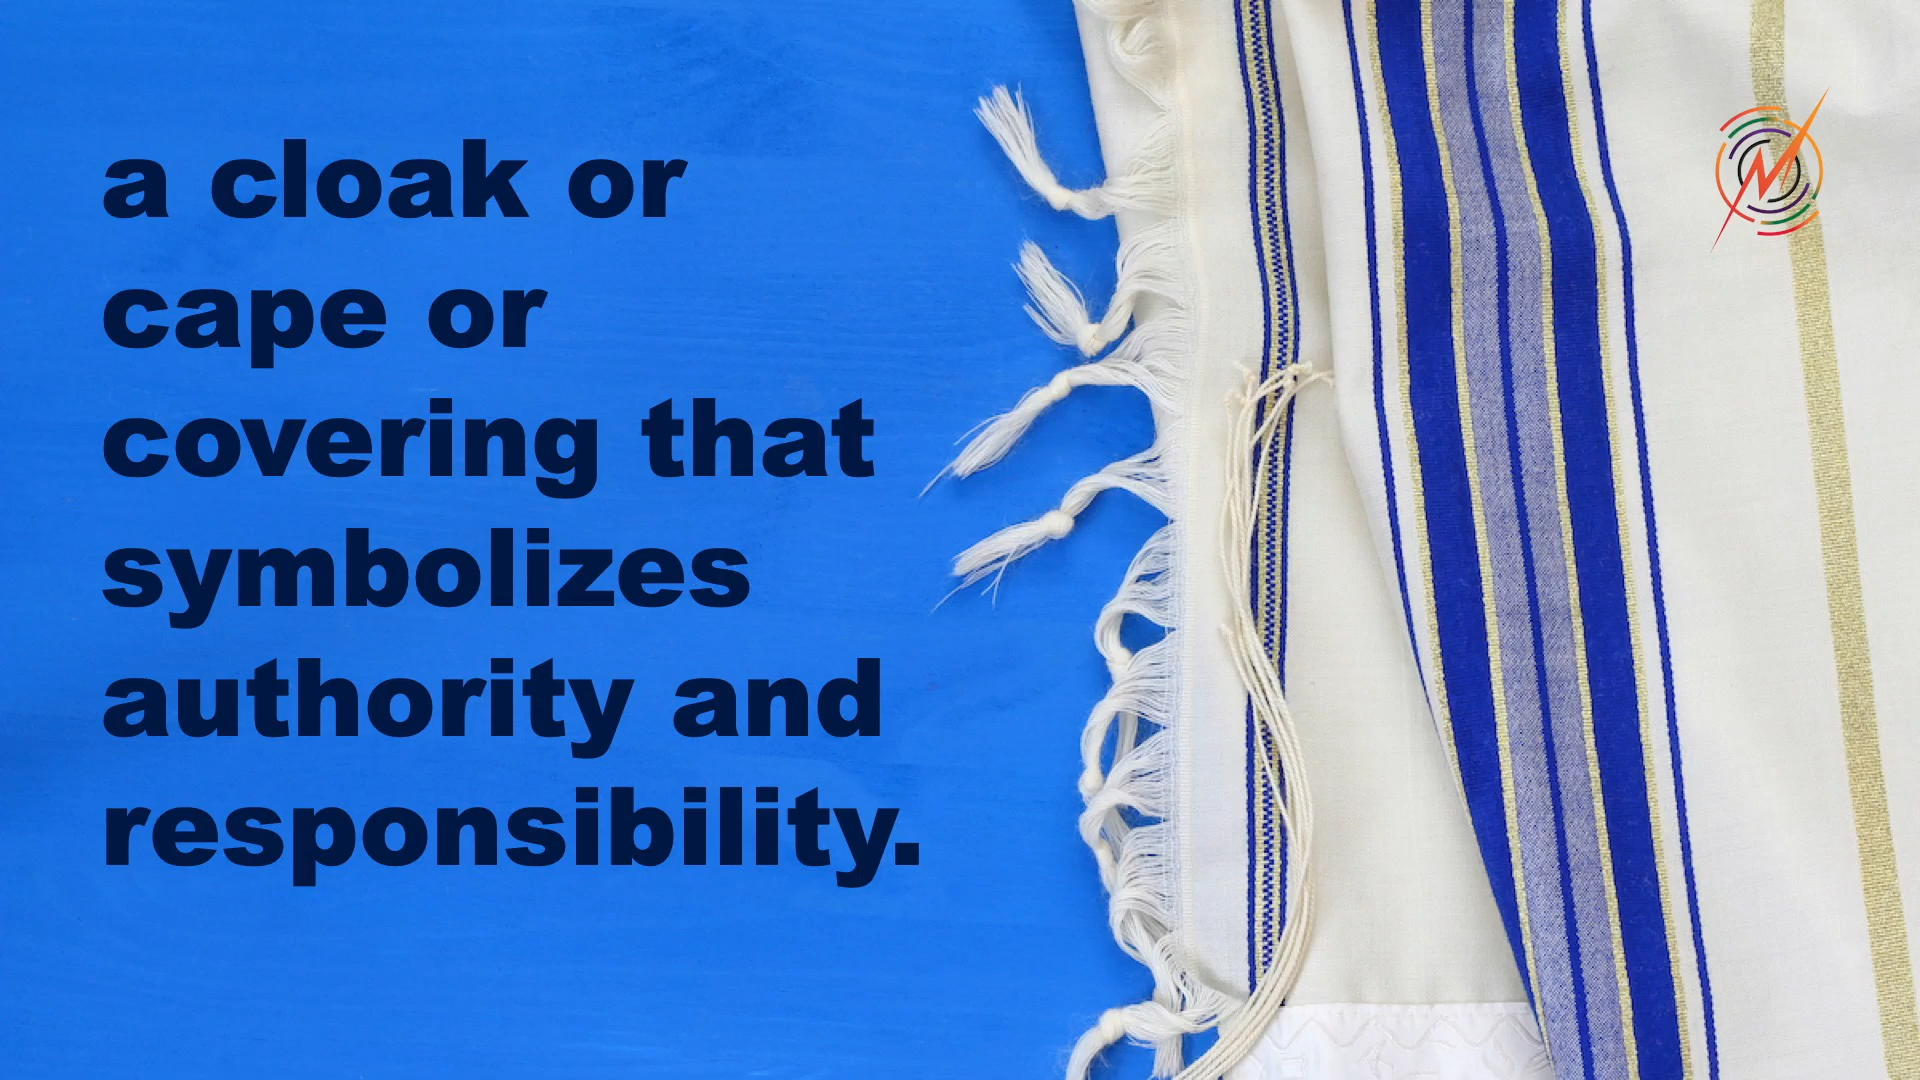 a cloak or
cape or
covering that
symbolizes
authority and
responsibility.